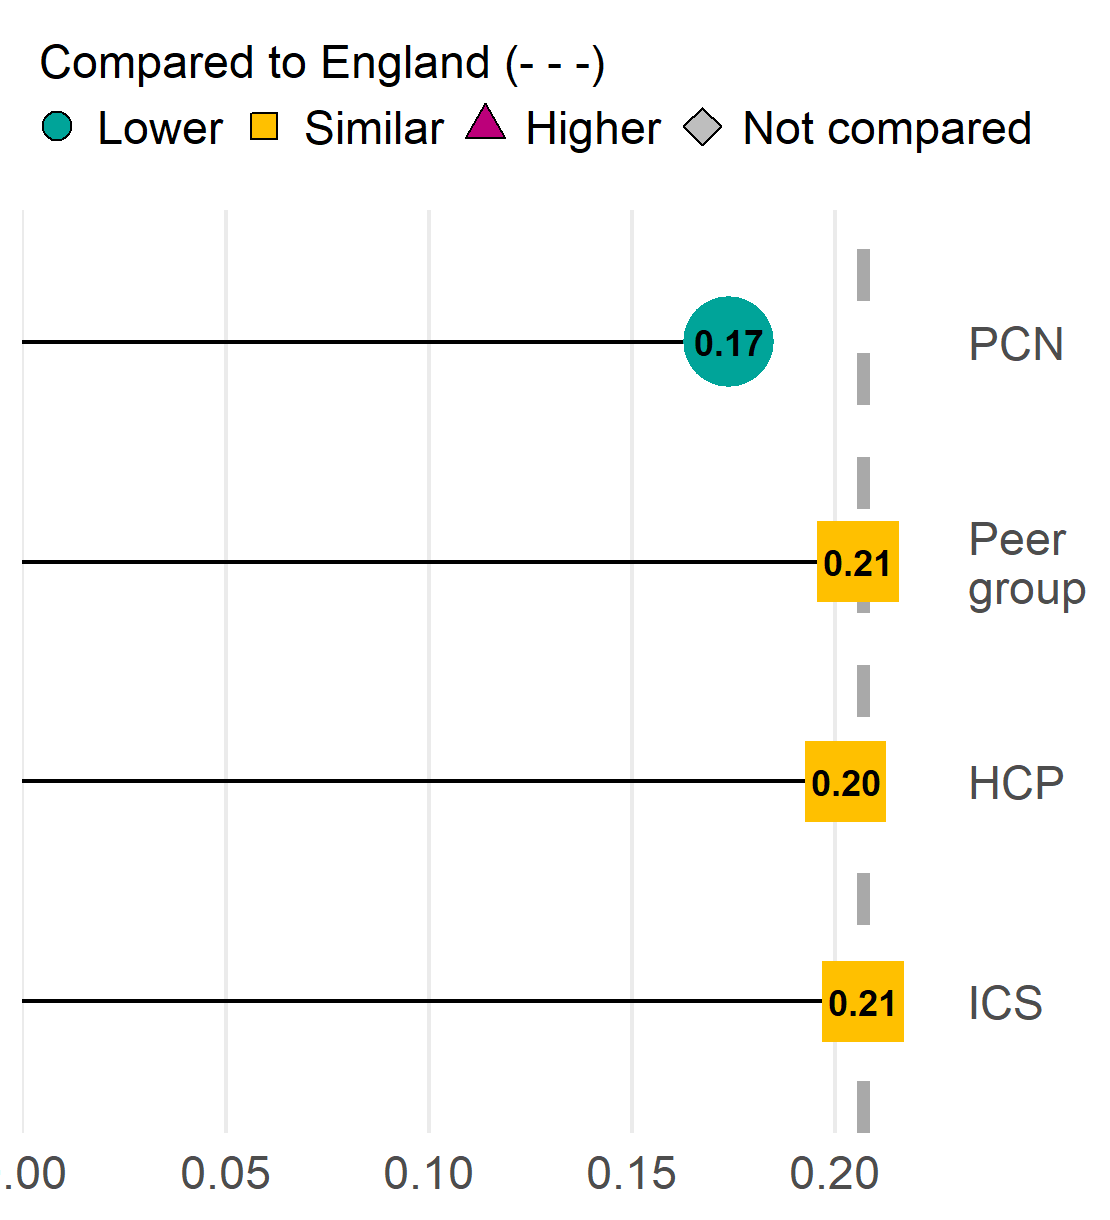 Compared to England (- - -)
Lower Similar Higher Not compared
0.17 PCN
0.21 Peer
group
0.20 HCP
0.21 ICS
.00 0.05 0.10 0.15 0.20